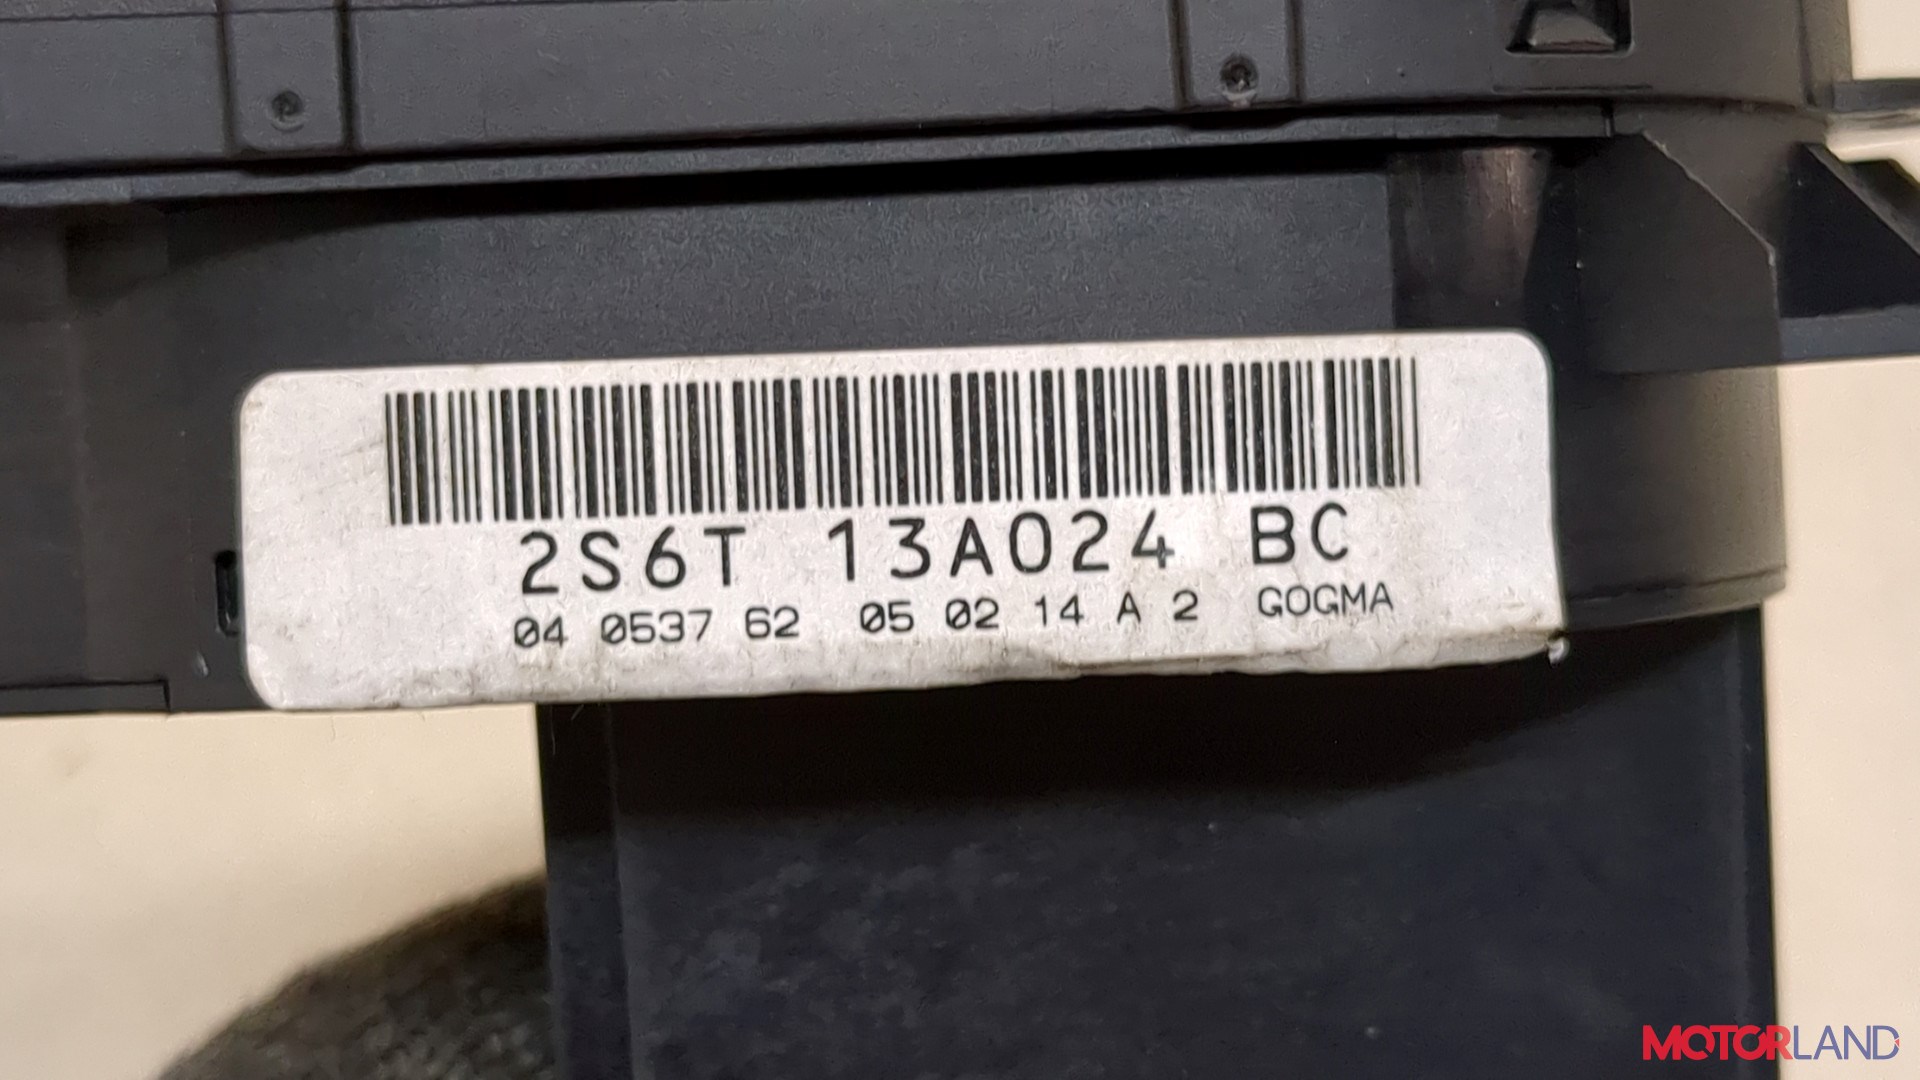 2S6T 13A024 BC
04 0537 62 05 02 14 A 2 GOGMA
MOTORLAND